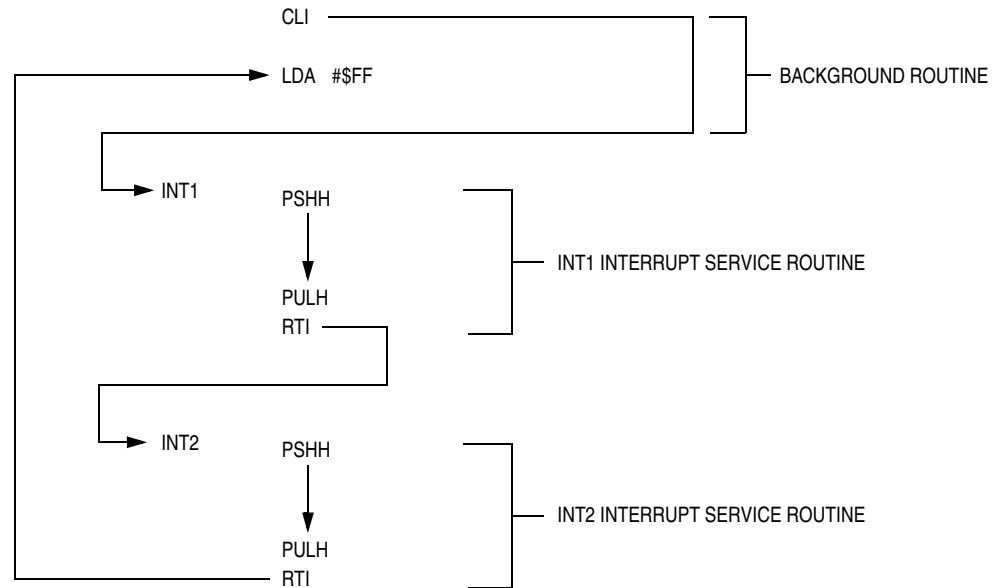 CLI
LDA #$FF
BACKGROUND ROUTINE
INT1
PSHH
INT1 INTERRUPT SERVICE ROUTINE
PULH
RTI
INT2
PSHH
INT2 INTERRUPT SERVICE ROUTINE
PULH
RTI